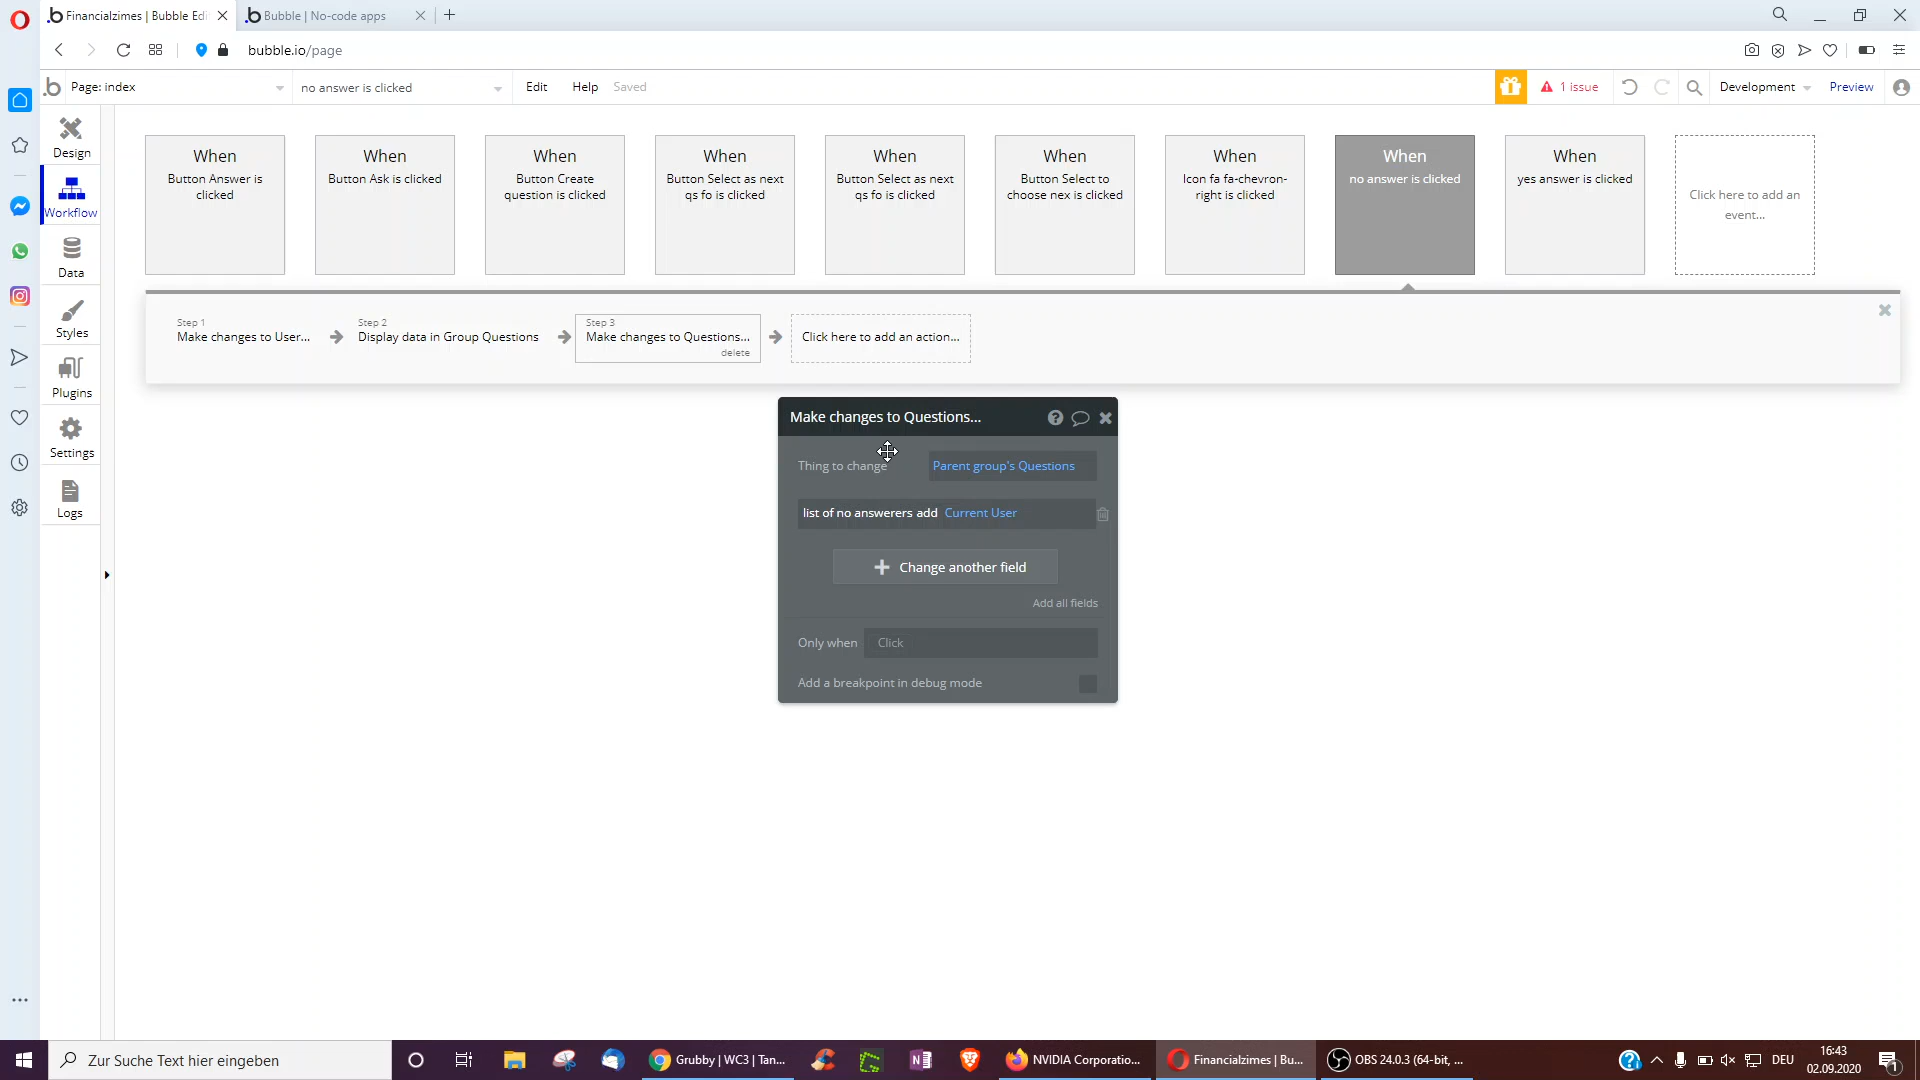 Financialzimes | Bubble Edi
Bubble | No-code apps
bubble.io/page
Page: index
no answer is clicked
Edit
Help
Saved
1 issue
Development
Preview
Design
Workflow
Data
Styles
Plugins
Settings
Logs
When
Button Answer is
clicked
When
Button Ask is clicked
When
Button Create
question is clicked
When
Button Select as next
qs fo is clicked
When
Button Select as next
qs fo is clicked
When
Button Select to
choose nex is clicked
When
Icon fa fa-chevron-
right is clicked
When
no answer is clicked
When
yes answer is clicked
Click here to add an
event...
Step 1
Make changes to User...
Step 2
Display data in Group Questions
Step 3
Make changes to Questions...
delete
Click here to add an action...
Make changes to Questions...
Thing to change
Parent group's Questions
list of no answerers add Current User
Change another field
Add all fields
Only when
Click
Add a breakpoint in debug mode
Zur Suche Text hier eingeben
Grubby | WC3 | Tan...
NVIDIA Corporatio...
Financialzimes | Bu...
OBS 24.0.3 (64-bit, ...
DEU
16:43
02.09.2020
1